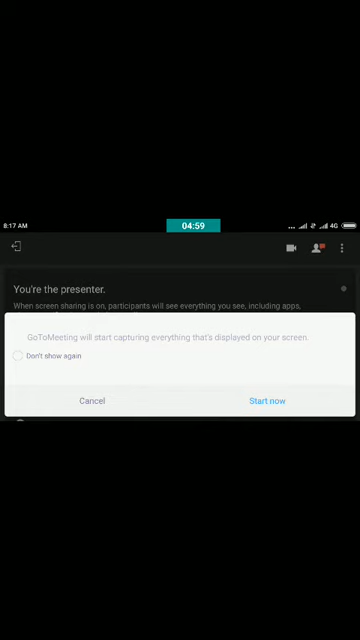 8:17 AM
04:59
4G
You're the presenter.
When screen sharing is on, participants will see everything you see, including apps,
GoToMeeting will start capturing everything that's displayed on your screen.
Don't show again
Cancel
Start now